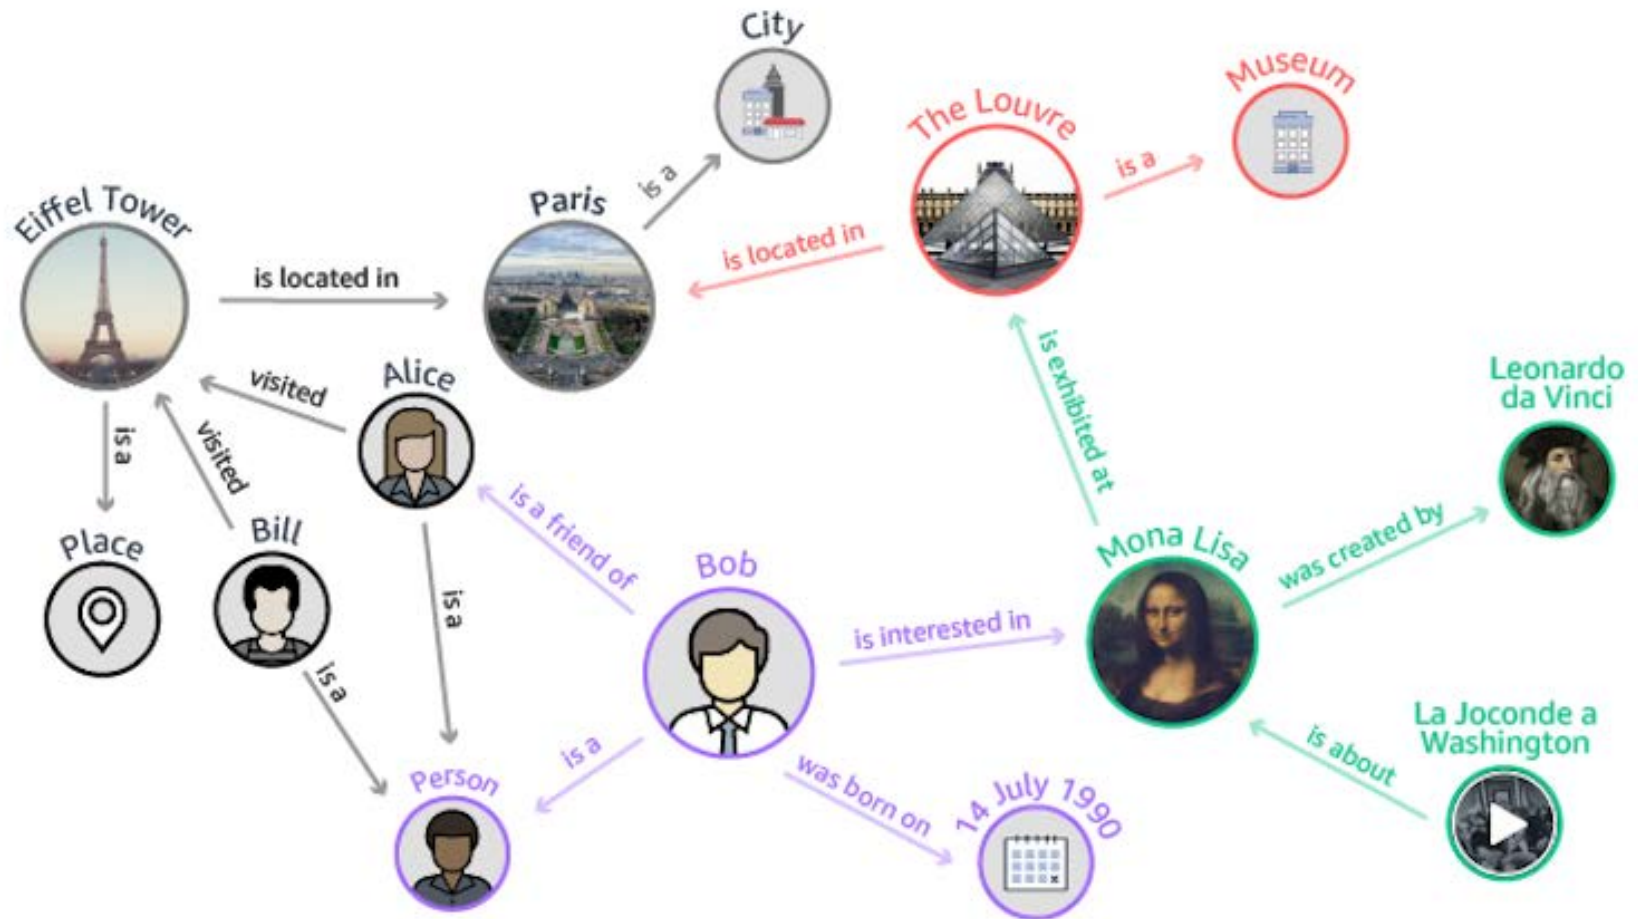 City
The Louvre
Museum
is a
is a
Eiffel Tower
Paris
is located in
is located in
Alice
visited
is exhibited at
Leonardo
da Vinci
is a
visited
is a friend of
was created by
Place
Bill
Bob
Mona Lisa
is a
is interested in
is a
La Joconde a
Washington
is a
is about
Person
was born on
14 July 1990